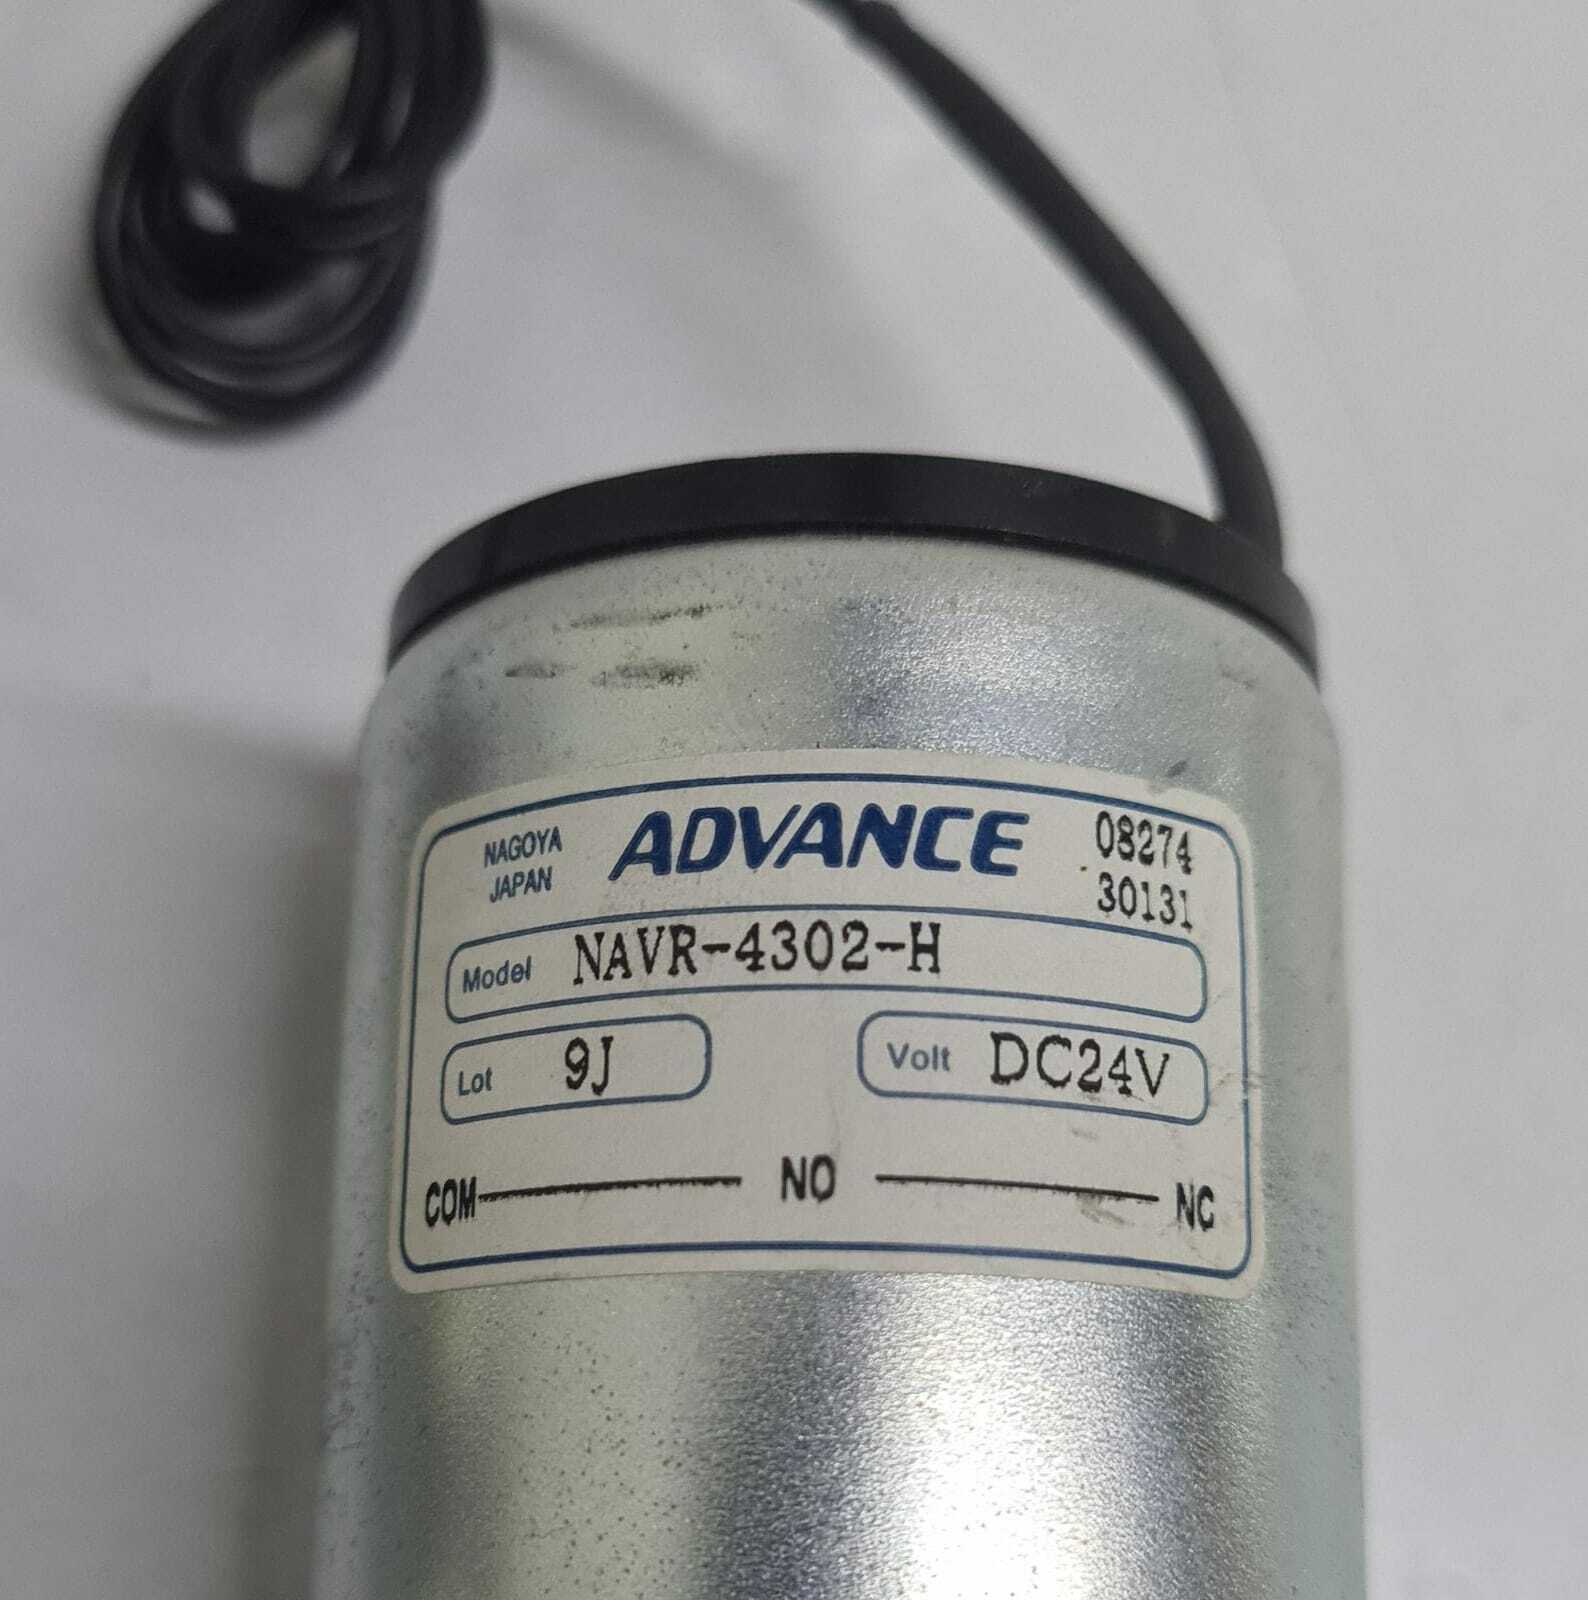 NAGOYA
JAPAN
ADVANCE
08274
30131
Model NAVR-4302-H
Lot 9J
Volt DC24V
COM NO NC